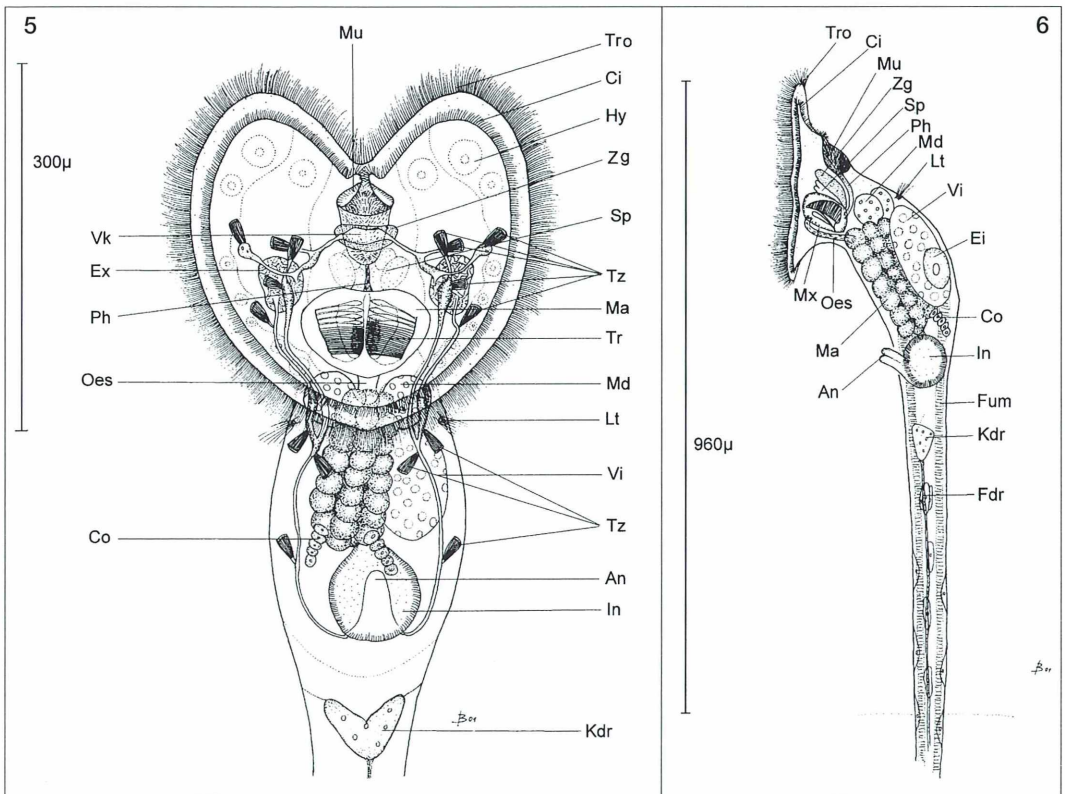 5
Mu
Tro
Ci
Hy
Zg
Sp
Tz
Ma
Tr
Md
Lt
Vi
Tz
An
In
Kdr
300µ
Vk
Ex
Ph
Oes
Co
6
Tro
Ci
Mu
Zg
Sp
Ph
Md
Lt
Vi
Ei
Mx
Oes
Co
Ma
In
An
Fum
Kdr
Fdr
960µ